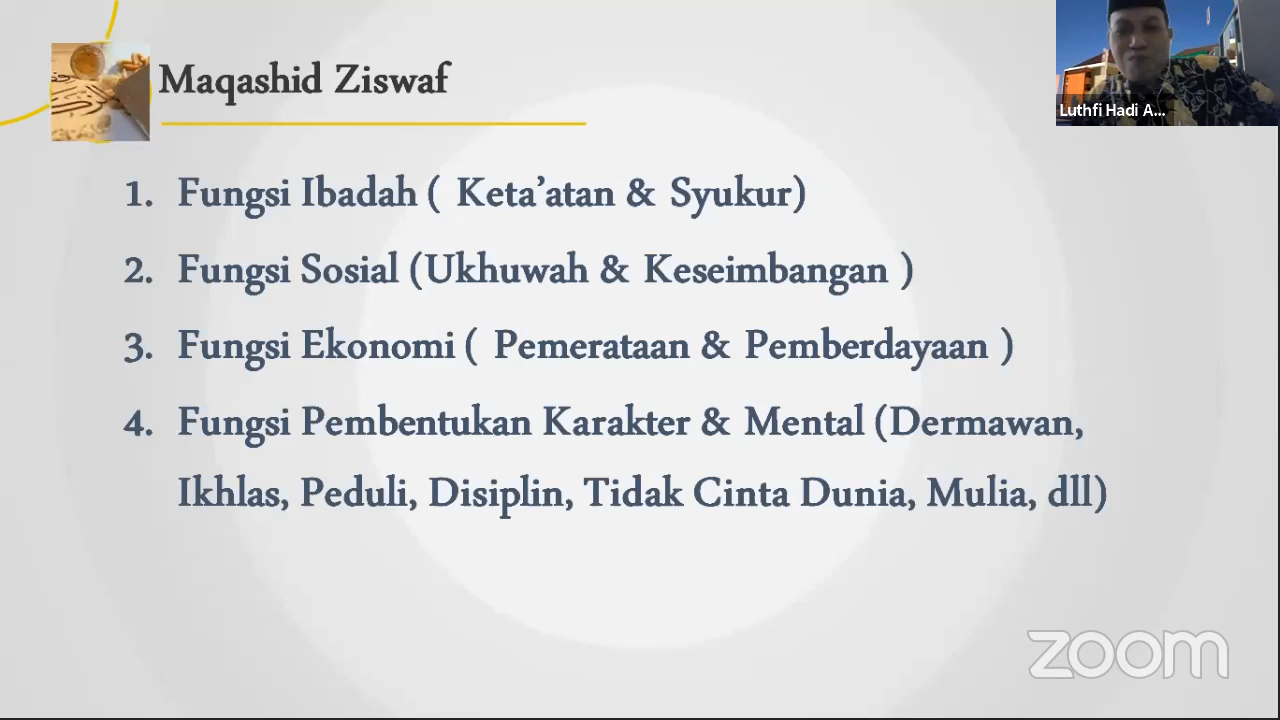 Maqashid Ziswaf
Luthfi Hadi A...
1. Fungsi Ibadah ( Keta’atan & Syukur)
2. Fungsi Sosial (Ukhuwah & Keseimbangan )
3. Fungsi Ekonomi ( Pemerataan & Pemberdayaan )
4. Fungsi Pembentukan Karakter & Mental (Dermawan,
Ikhlas, Peduli, Disiplin, Tidak Cinta Dunia, Mulia, dll)
zoom